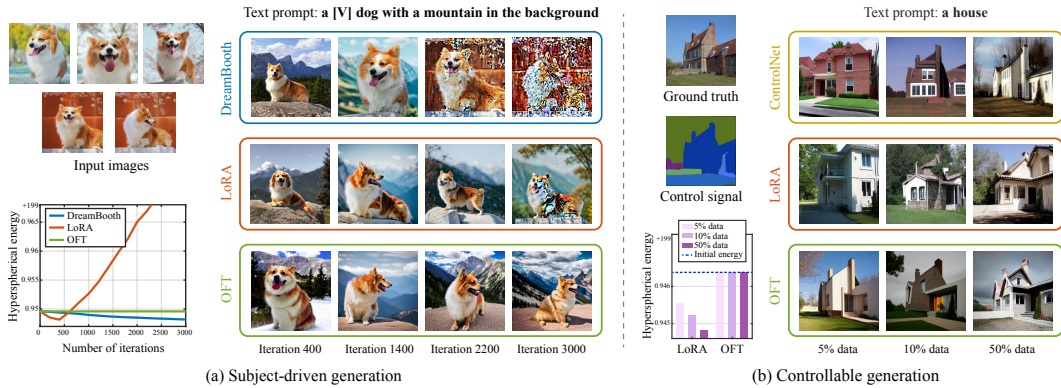 Text prompt: a [V] dog with a mountain in the background
Input images
DreamBooth
LoRA
OFT
Iteration 400
Iteration 1400
Iteration 2200
Iteration 3000
Hyperspherical energy
+199
0.965
0.96
0.955
0.95
DreamBooth
LoRA
OFT
0
500
1000
1500
2000
2500
3000
Number of iterations
(a) Subject-driven generation
Text prompt: a house
Ground truth
Control signal
ControlNet
LoRA
OFT
5% data
10% data
50% data
Hyperspherical energy
+199
0.946
0.945
5% data
10% data
50% data
Initial energy
LoRA
OFT
(b) Controllable generation